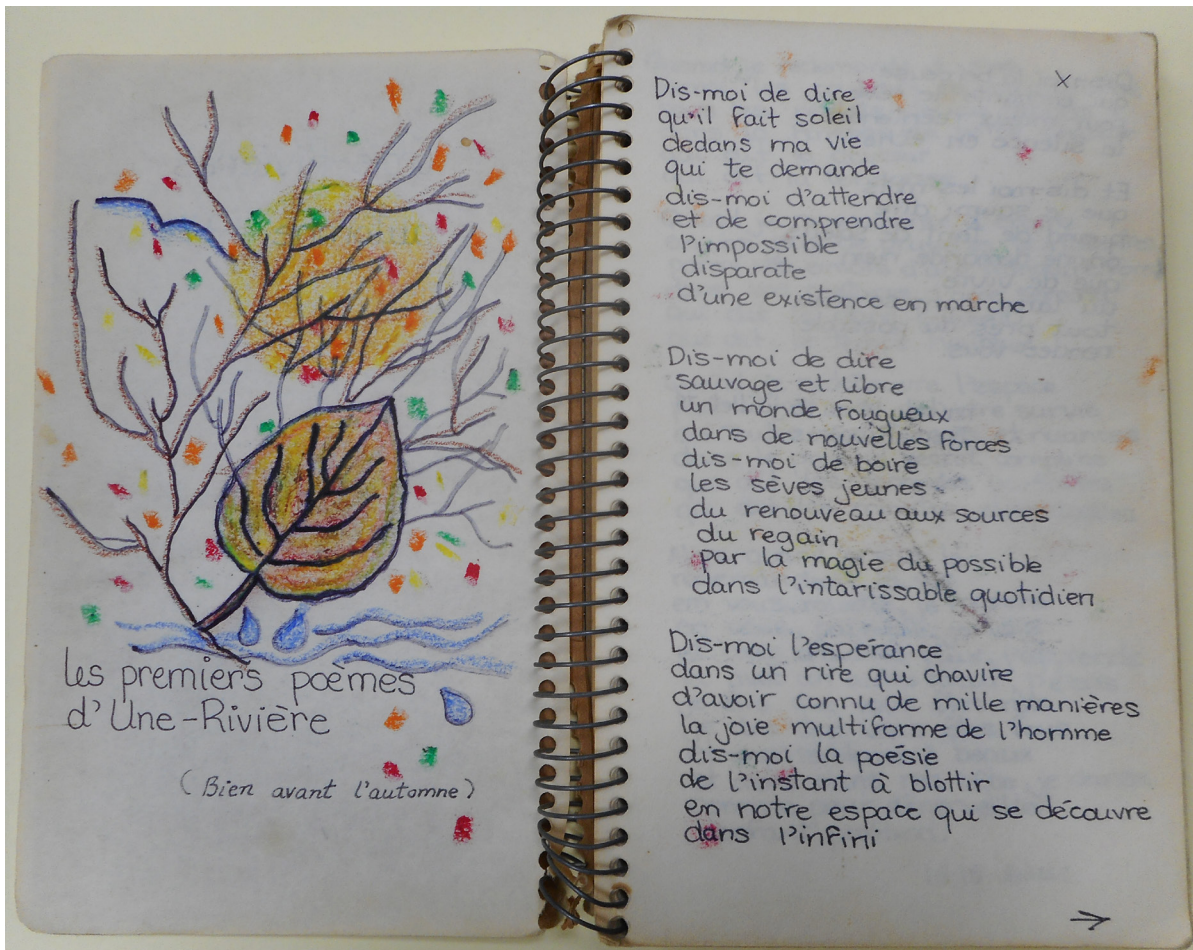 les premiers poèmes
d'Une-Rivière
(Bien avant l'automne)
x
Dis-moi de dire
qu'il fait soleil
dedans ma vie
qui te demande
dis-moi d'attendre
et de comprendre
l'impossible
disparate
d'une existence en marche
Dis-moi de dire
sauvage et libre
un monde fougueux
dans de nouvelles forces
dis-moi de boire
les sèves jeunes
du renouveau aux sources
du regain
par la magie du possible
dans l'intarissable quotidien
Dis-moi l'espérance
dans un rire qui chavire
d'avoir connu de mille manières
la joie multiforme de l'homme
dis-moi la poésie
de l'instant à blottir
en notre espace qui se découvre
dans l'infini
→